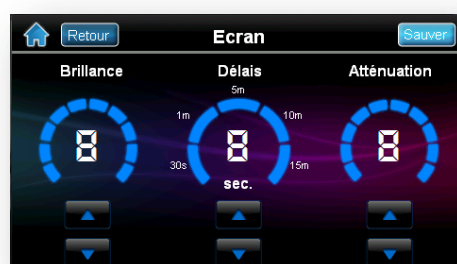 Retour
Ecran
Sauver
Brillance
Délais
Atténuation
5m
1m
10m
8
8
8
30s
15m
sec.